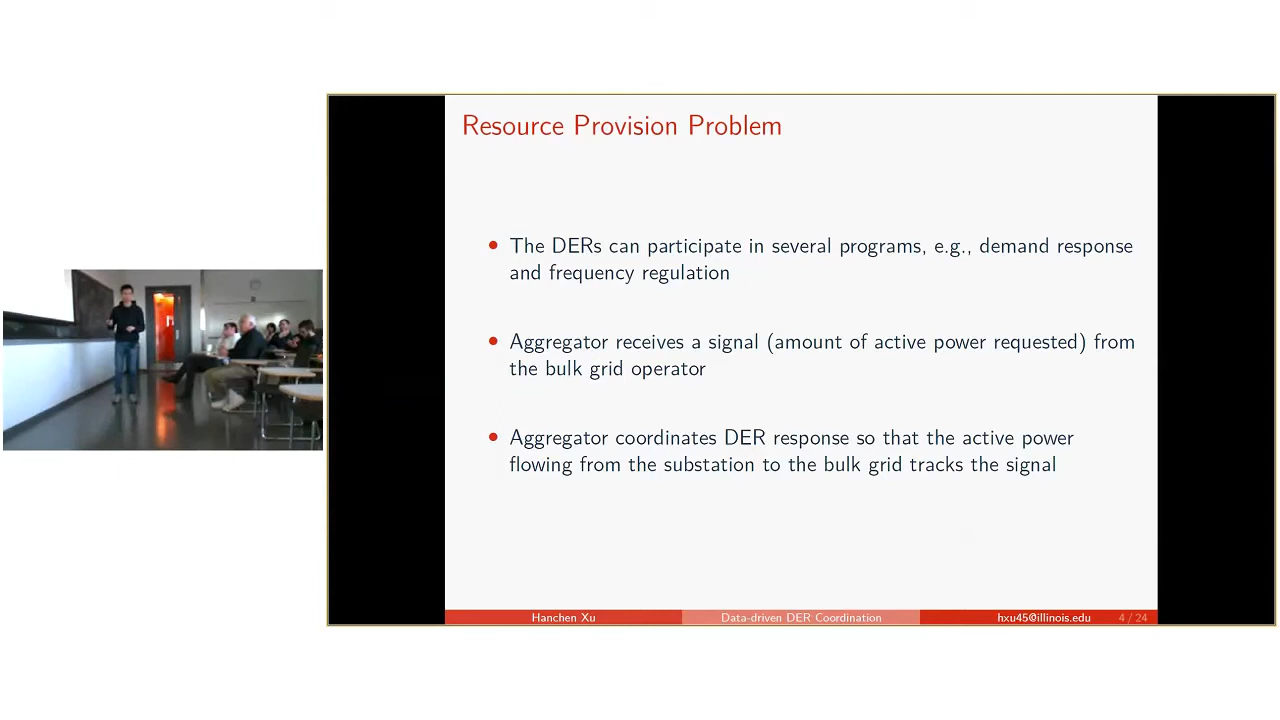 Resource Provision Problem
• The DERs can participate in several programs, e.g., demand response
and frequency regulation
• Aggregator receives a signal (amount of active power requested) from
the bulk grid operator
• Aggregator coordinates DER response so that the active power
flowing from the substation to the bulk grid tracks the signal
Hanchen Xu Data-driven DER Coordination hxu45@illinois.edu 4 / 24